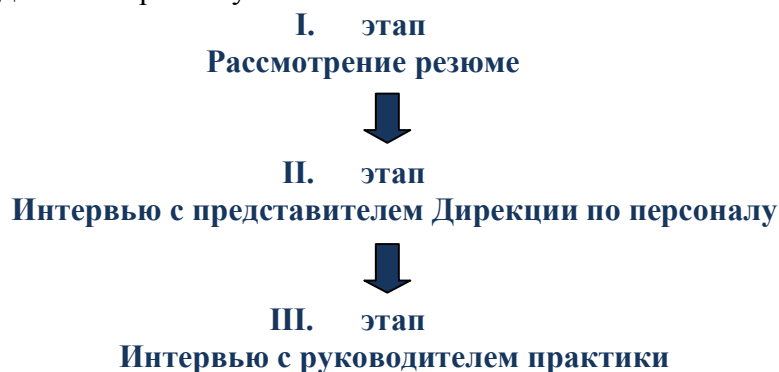 I. этап
Рассмотрение резюме
II. этап
Интервью с представителем Дирекции по персоналу
III. этап
Интервью с руководителем практики